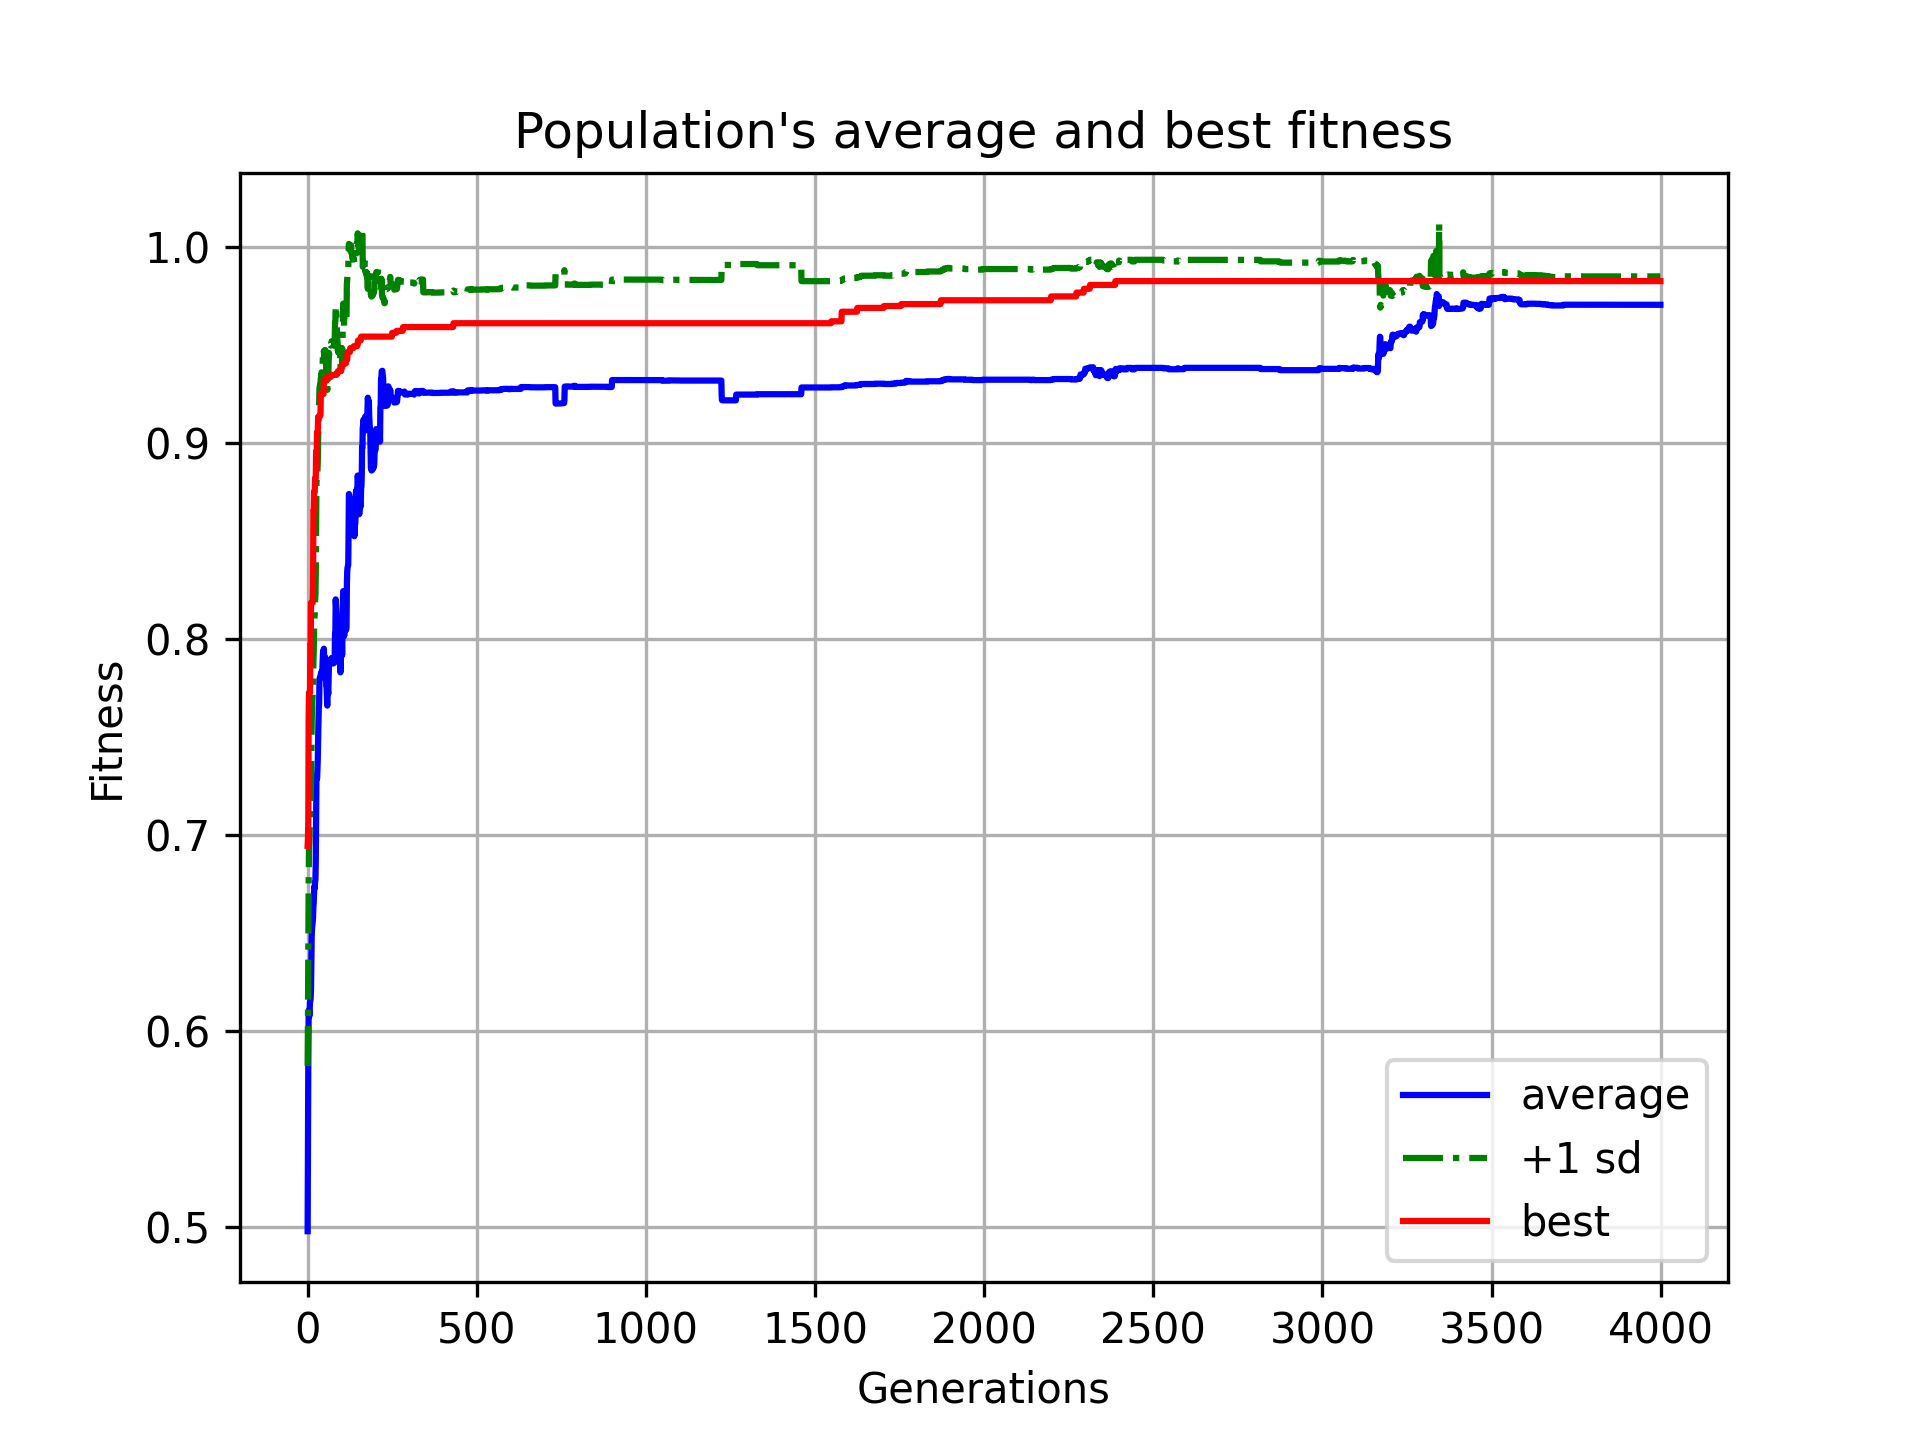 Population's average and best fitness
1.0
0.9
0.8
0.7
0.6
0.5
Fitness
0 500 1000 1500 2000 2500 3000 3500 4000
Generations
average
+1 sd
best